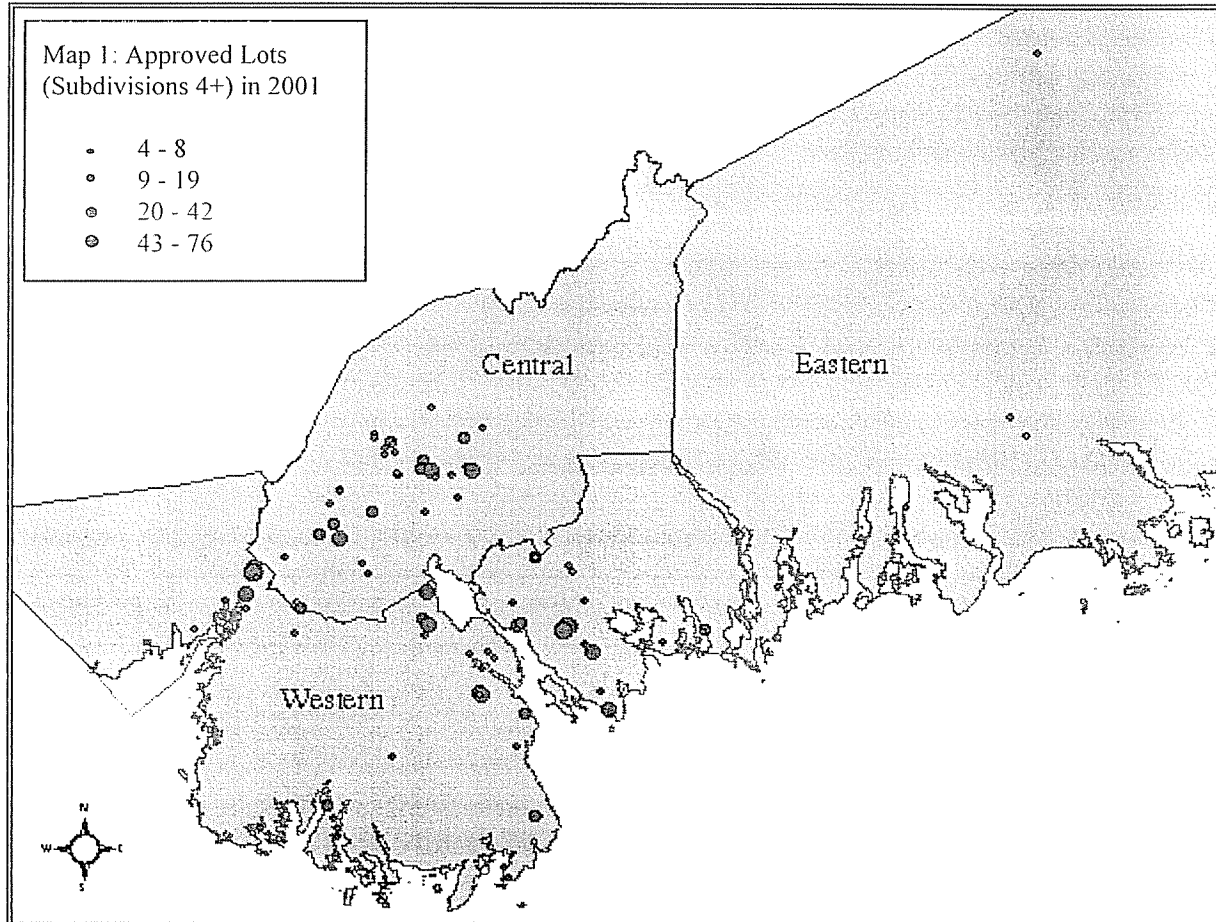 Map 1: Approved Lots
(Subdivisions 4+) in 2001
4 - 8
9 - 19
20 - 42
43 - 76
Central
Eastern
Western
N
W
E
S